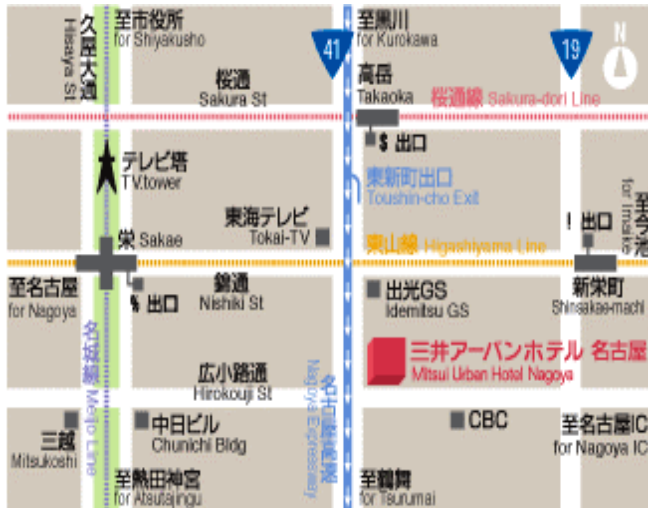 久屋大通
Hisaya St
至市役所
for Shiyakusho
41
至黒川
for Kurokawa
19
N
桜通
Sakura St
高岳
Takaoka
桜通線 Sakura-dori Line
$ 出口
テレビ塔
TV.tower
東新町出口
Toushin-cho Exit
東海テレビ
Tokai-TV
! 出口
至今池
for Imaike
栄 Sakae
東山線 Higashiyama Line
至名古屋
for Nagoya
% 出口
錦通
Nishiki St
出光GS
Idemitsu GS
新栄町
Shinsakae-machi
名城線 Meijo Line
広小路通
Hirokouji St
Nagoya Expressway
三井アーバンホテル 名古屋
Mitsui Urban Hotel Nagoya
三越
Mitsukoshi
中日ビル
Chunichi Bldg
CBC
至名古屋IC
for Nagoya IC
至熱田神宮
for Atsutajingu
至鶴舞
for Tsurumai